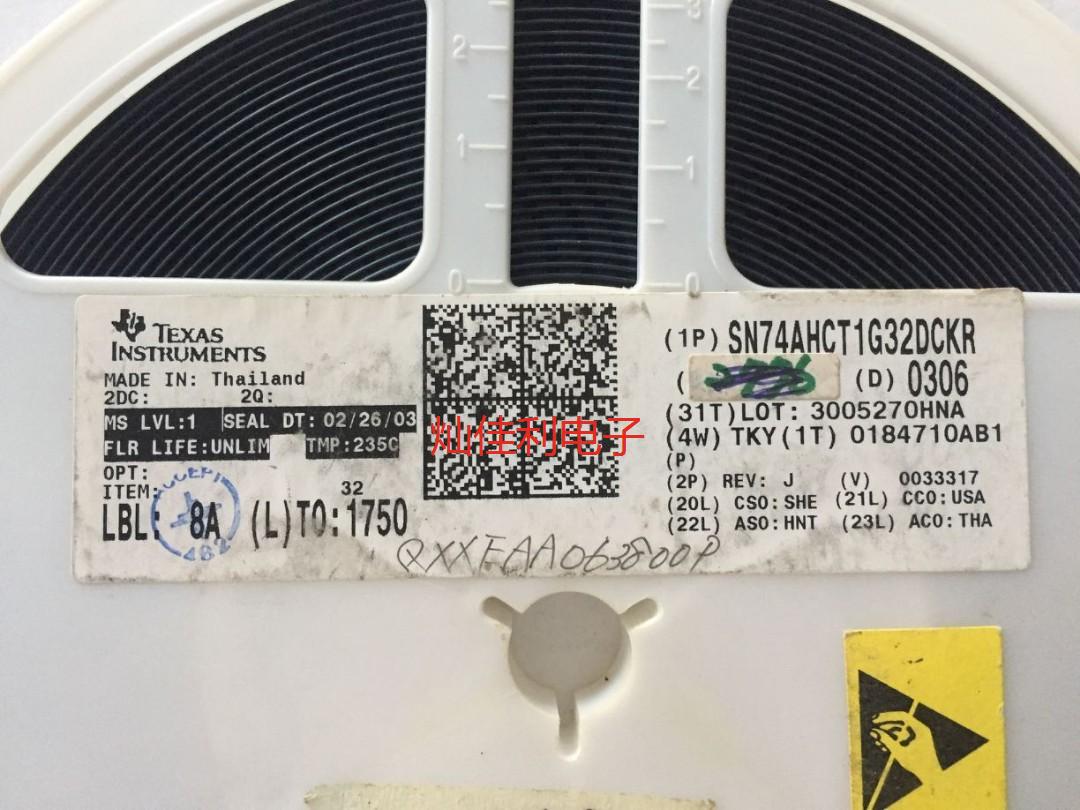 3
2
2
1
1
0
0
TEXAS
INSTRUMENTS
MADE IN: Thailand
2DC: 2Q:
MS LVL:1 SEAL DT: 02/26/03
FLR LIFE:UNLIM TMP:235C
OPT:
ITEM:
32
LBL: 8A (L)TO:1750
ACCEPT
482
(1P) SN74AHCT1G32DCKR
( (D) 0306
(31T)LOT: 3005270HNA
(4W) TKY(1T) 0184710AB1
(P)
(2P) REV: J (V) 0033317
(20L) CSO:SHE (21L) CCO:USA
(22L) ASO:HNT (23L) ACO:THA
灿佳利电子
QXXFAA063800P